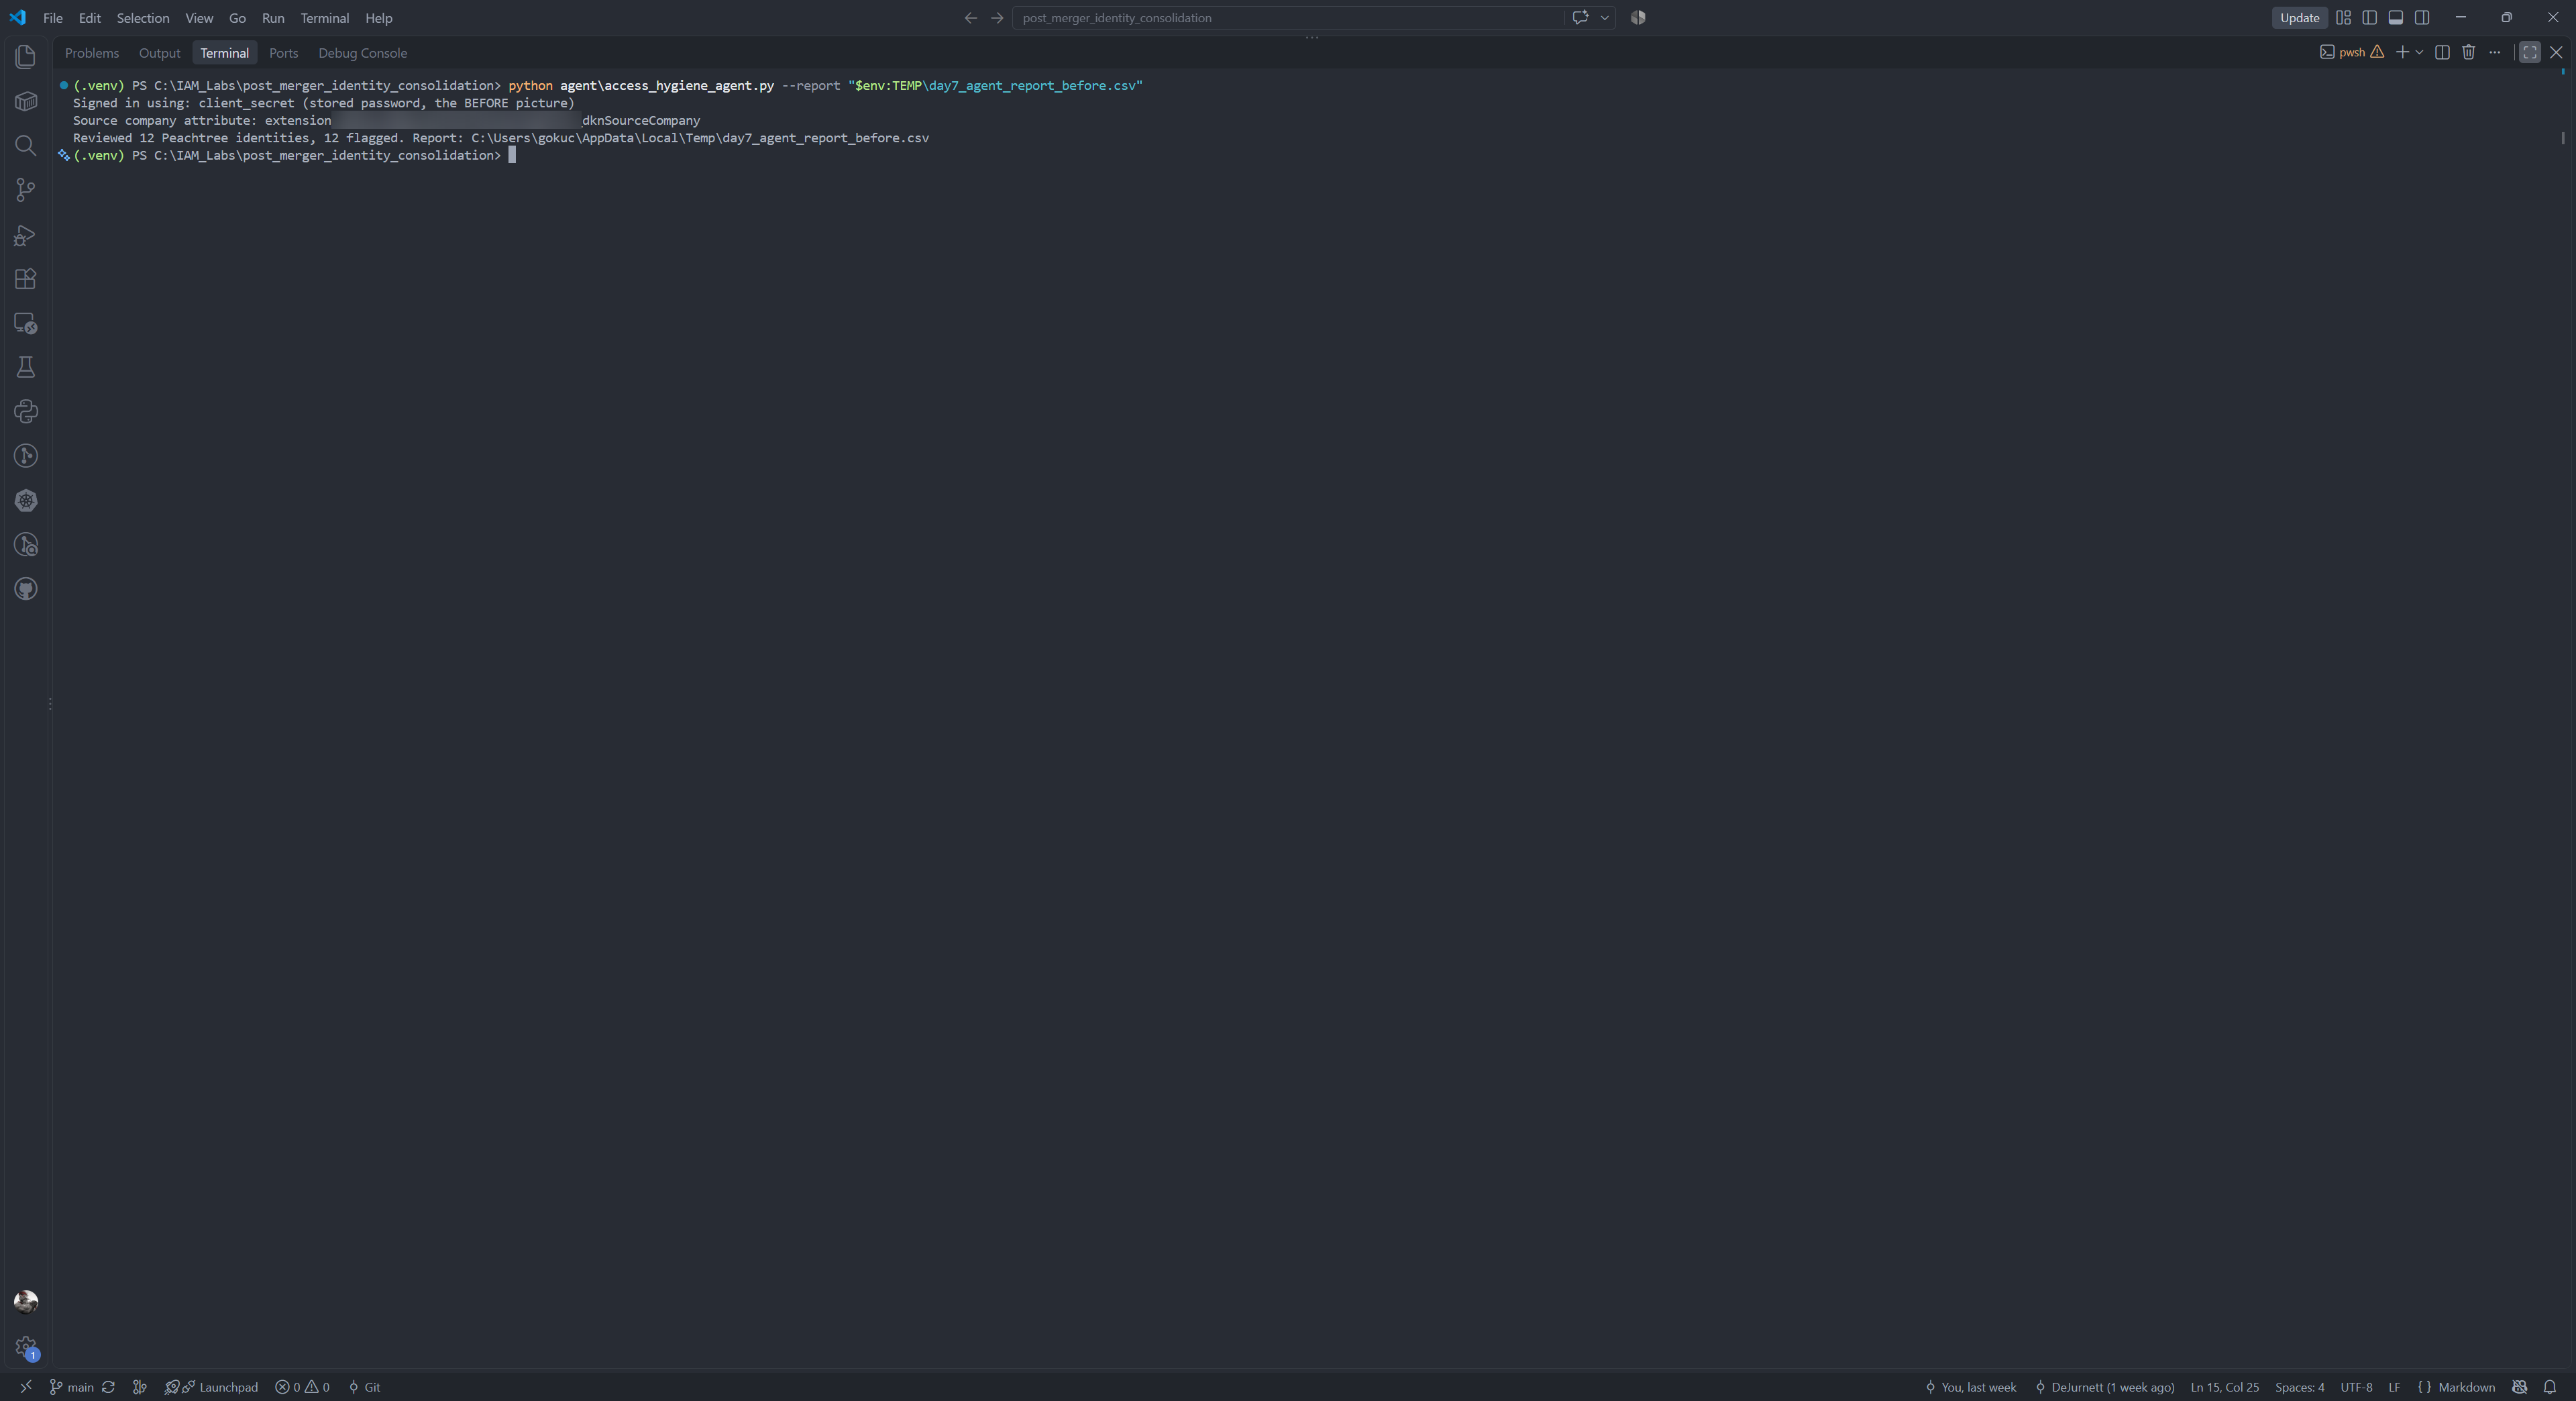 File Edit Selection View Go Run Terminal Help
post_merger_identity_consolidation
Update
Problems Output Terminal Ports Debug Console
pwsh
(.venv) PS C:\IAM_Labs\post_merger_identity_consolidation> python agent\access_hygiene_agent.py --report "$env:TEMP\day7_agent_report_before.csv"
Signed in using: client_secret (stored password, the BEFORE picture)
Source company attribute: extension dknSourceCompany
Reviewed 12 Peachtree identities, 12 flagged. Report: C:\Users\gokuc\AppData\Local\Temp\day7_agent_report_before.csv
(.venv) PS C:\IAM_Labs\post_merger_identity_consolidation>
1
main Launchpad 0 0 Git You, last week DeJurnett (1 week ago) Ln 15, Col 25 Spaces: 4 UTF-8 LF { } Markdown